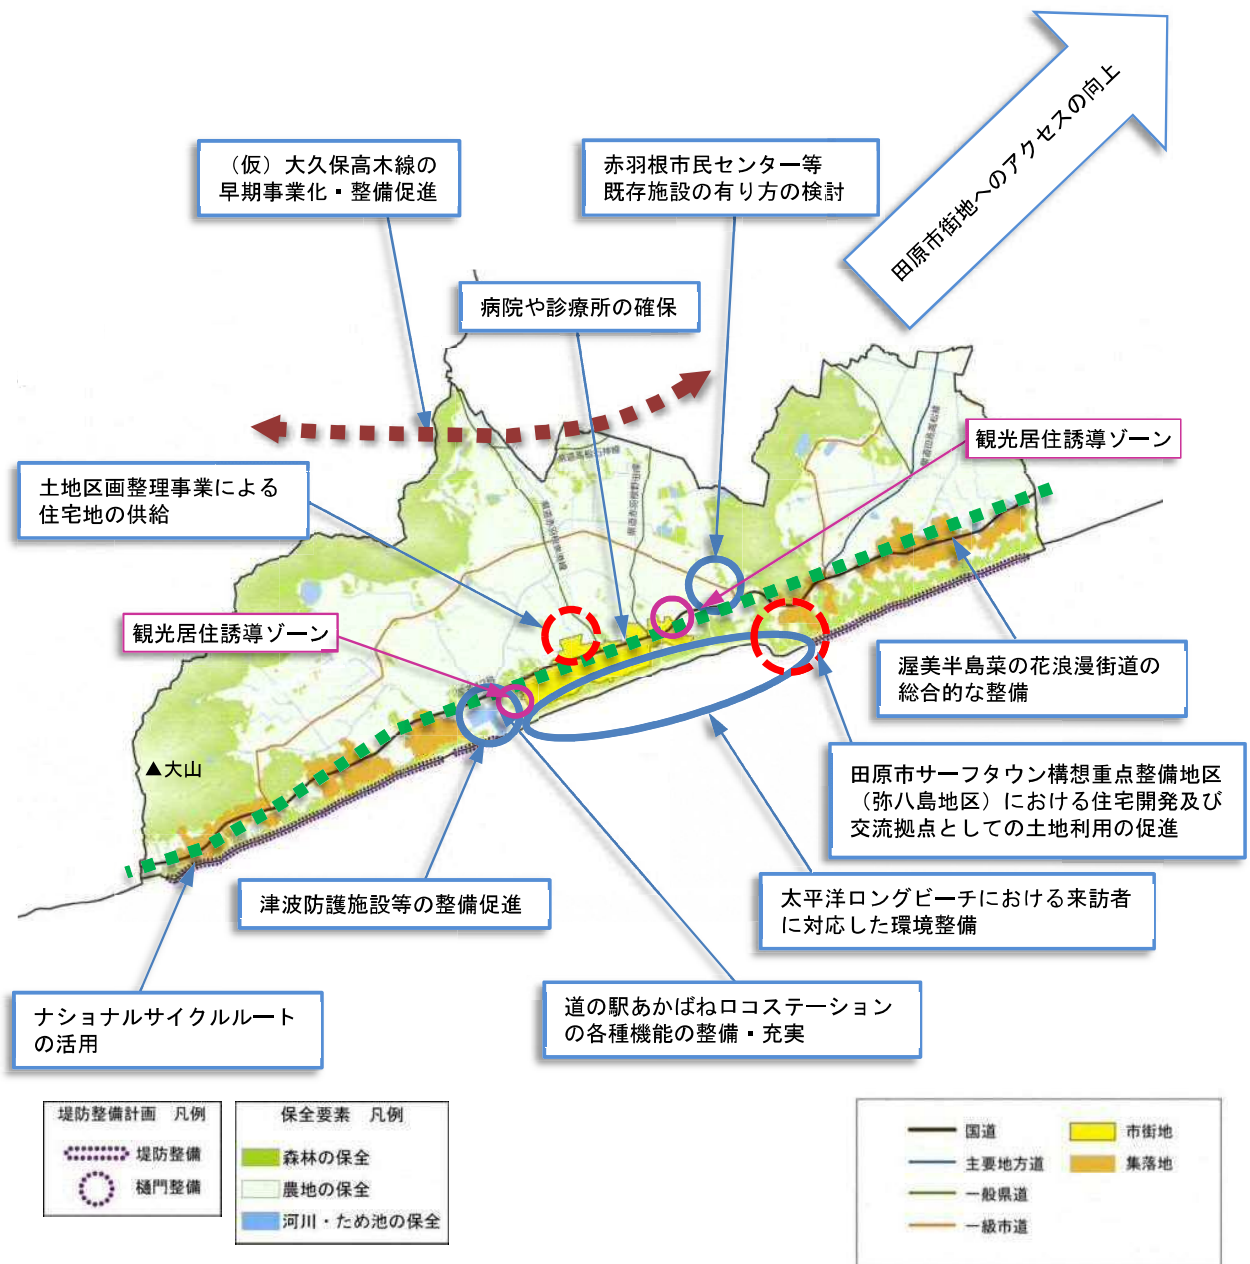 田原市街地へのアクセスの向上
（仮）大久保高木線の
早期事業化・整備促進
赤羽根市民センター等
既存施設の有り方の検討
病院や診療所の確保
観光居住誘導ゾーン
土地区画整理事業による
住宅地の供給
観光居住誘導ゾーン
渥美半島菜の花浪漫街道の
総合的な整備
▲大山
田原市サーフタウン構想重点整備地区
（弥八島地区）における住宅開発及び
交流拠点としての土地利用の促進
津波防護施設等の整備促進
太平洋ロングビーチにおける来訪者
に対応した環境整備
ナショナルサイクルルート
の活用
道の駅あかばねロコステーション
の各種機能の整備・充実
堤防整備計画　凡例
堤防整備
樋門整備
保全要素　凡例
森林の保全
農地の保全
河川・ため池の保全
国道
主要地方道
一般県道
一級市道
市街地
集落地